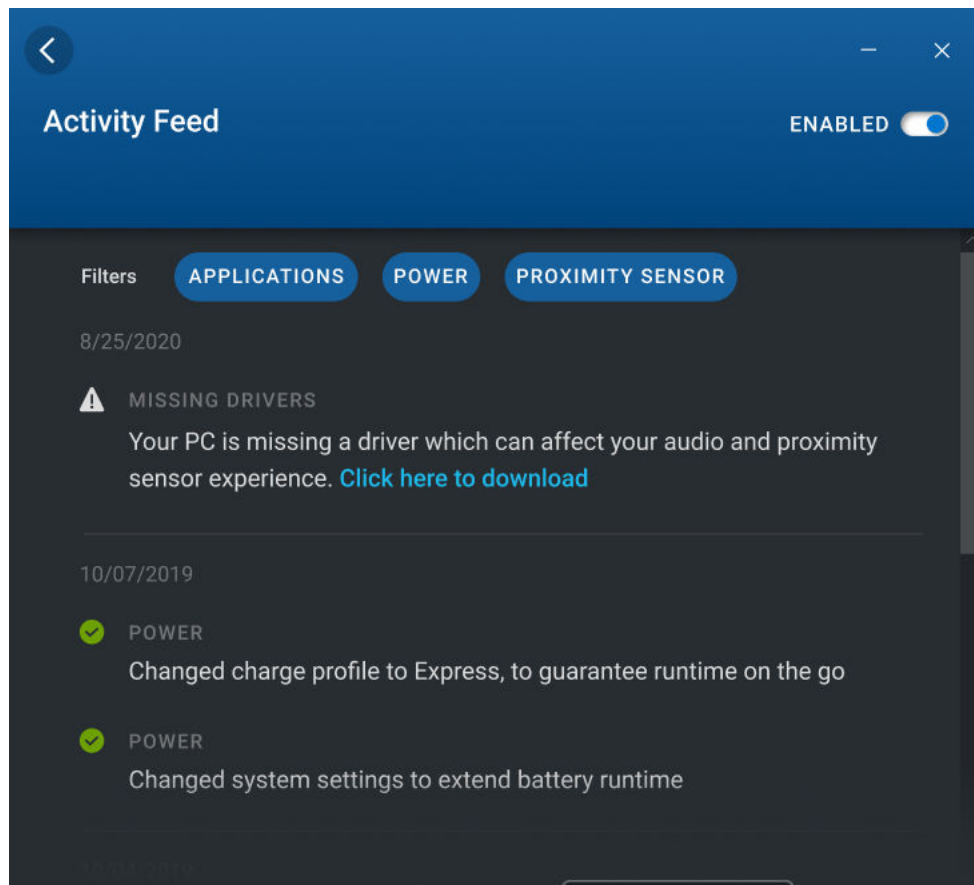 Activity Feed
ENABLED
Filters APPLICATIONS POWER PROXIMITY SENSOR
8/25/2020
MISSING DRIVERS
Your PC is missing a driver which can affect your audio and proximity
sensor experience. Click here to download
10/07/2019
POWER
Changed charge profile to Express, to guarantee runtime on the go
POWER
Changed system settings to extend battery runtime